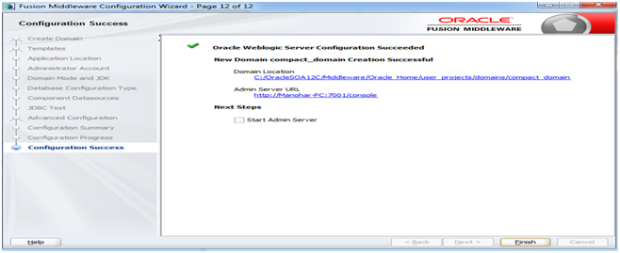 Fusion Middleware Configuration Wizard - Page 12 of 12
Configuration Success
ORACLE
FUSION MIDDLEWARE
Create Domain
Templates
Application Location
Administrator Account
Domain Mode and JDK
Database Configuration Type
Component Datasources
JDBC Test
Advanced Configuration
Configuration Summary
Configuration Progress
Configuration Success
Oracle Weblogic Server Configuration Succeeded
New Domain compact_domain Creation Successful
Domain Location
C:/OracleSOA12C/Middleware/Oracle_Home/user_projects/domains/compact_domain
Admin Server URL
http://Manohar-PC:7001/console
Next Steps
Start Admin Server
Help
< Back
Next >
Finish
Cancel